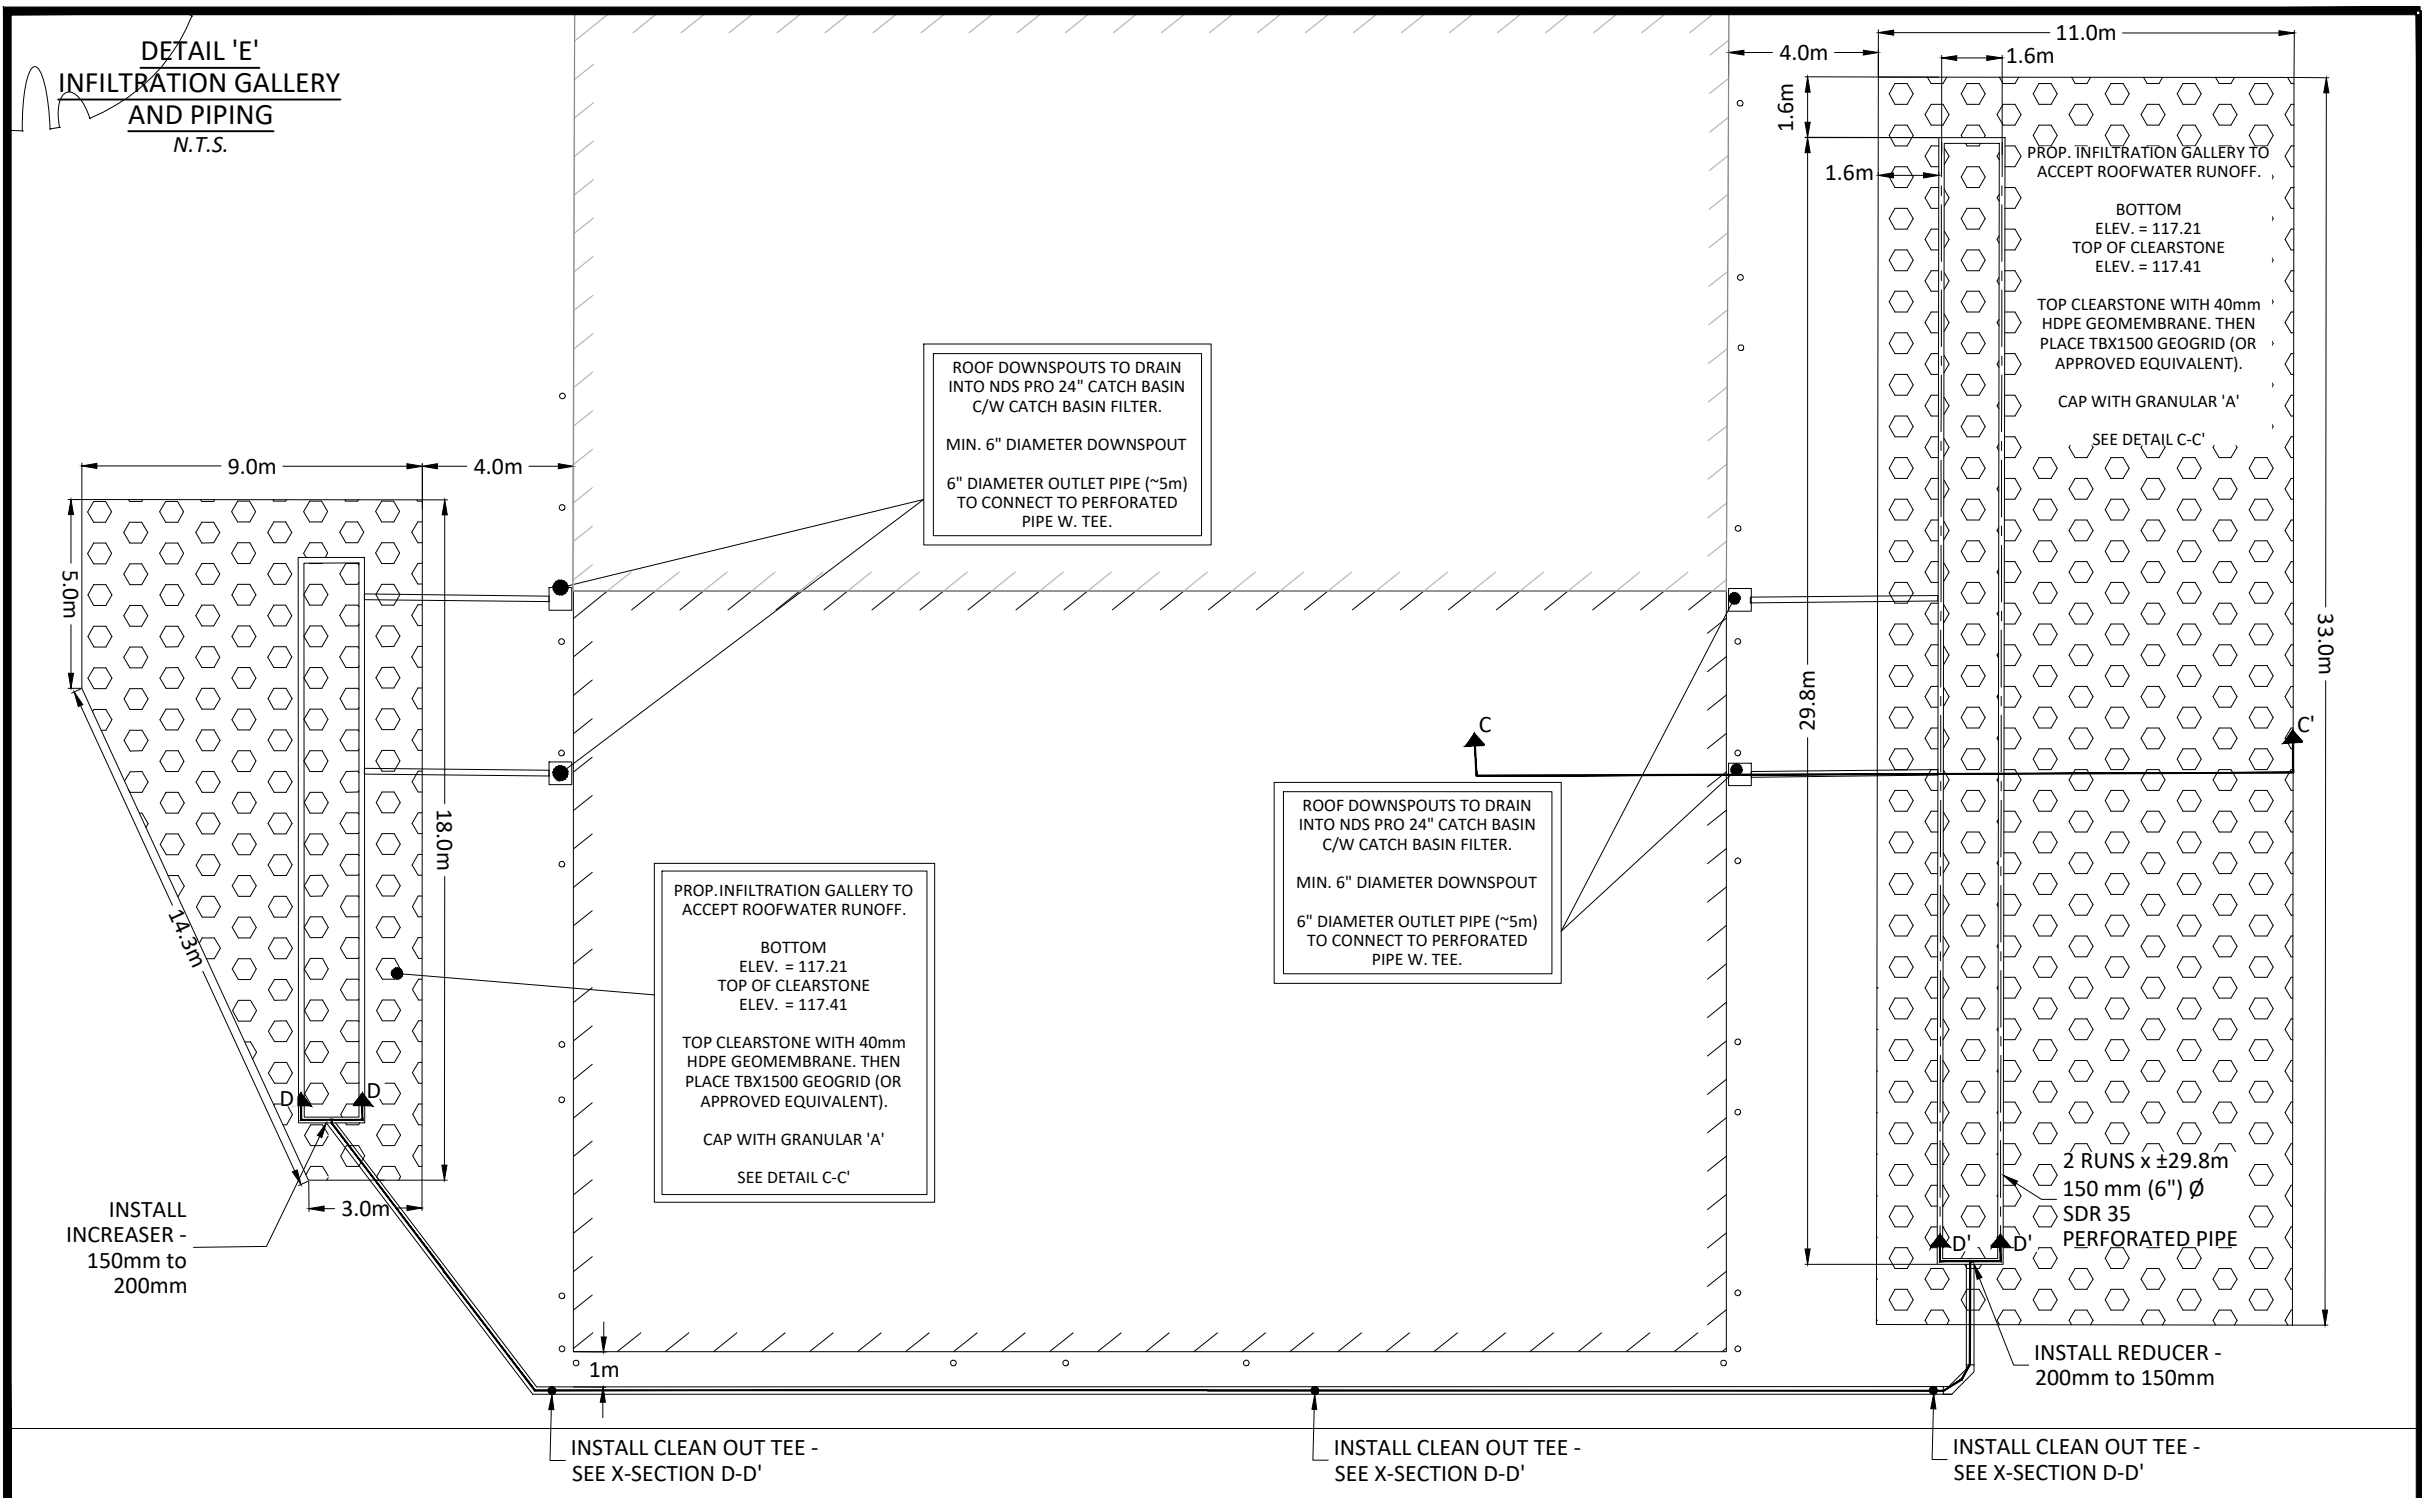 DETAIL 'E'
INFILTRATION GALLERY
AND PIPING
N.T.S.
11.0m
4.0m
1.6m
1.6m
1.6m
PROP. INFILTRATION GALLERY TO
ACCEPT ROOFWATER RUNOFF.
BOTTOM
ELEV. = 117.21
TOP OF CLEARSTONE
ELEV. = 117.41
TOP CLEARSTONE WITH 40mm
HDPE GEOMEMBRANE. THEN
PLACE TBX1500 GEOGRID (OR
APPROVED EQUIVALENT).
CAP WITH GRANULAR 'A'
SEE DETAIL C-C'
ROOF DOWNSPOUTS TO DRAIN
INTO NDS PRO 24" CATCH BASIN
C/W CATCH BASIN FILTER.
MIN. 6" DIAMETER DOWNSPOUT
6" DIAMETER OUTLET PIPE (~5m)
TO CONNECT TO PERFORATED
PIPE W. TEE.
9.0m
4.0m
5.0m
33.0m
29.8m
C
C'
18.0m
14.3m
ROOF DOWNSPOUTS TO DRAIN
INTO NDS PRO 24" CATCH BASIN
C/W CATCH BASIN FILTER.
MIN. 6" DIAMETER DOWNSPOUT
6" DIAMETER OUTLET PIPE (~5m)
TO CONNECT TO PERFORATED
PIPE W. TEE.
PROP.INFILTRATION GALLERY TO
ACCEPT ROOFWATER RUNOFF.
BOTTOM
ELEV. = 117.21
TOP OF CLEARSTONE
ELEV. = 117.41
TOP CLEARSTONE WITH 40mm
HDPE GEOMEMBRANE. THEN
PLACE TBX1500 GEOGRID (OR
APPROVED EQUIVALENT).
CAP WITH GRANULAR 'A'
SEE DETAIL C-C'
D
D
2 RUNS x ±29.8m
150 mm (6") Ø
SDR 35
PERFORATED PIPE
D'
D'
INSTALL
INCREASER -
150mm to
200mm
3.0m
1m
INSTALL REDUCER -
200mm to 150mm
INSTALL CLEAN OUT TEE -
SEE X-SECTION D-D'
INSTALL CLEAN OUT TEE -
SEE X-SECTION D-D'
INSTALL CLEAN OUT TEE -
SEE X-SECTION D-D'